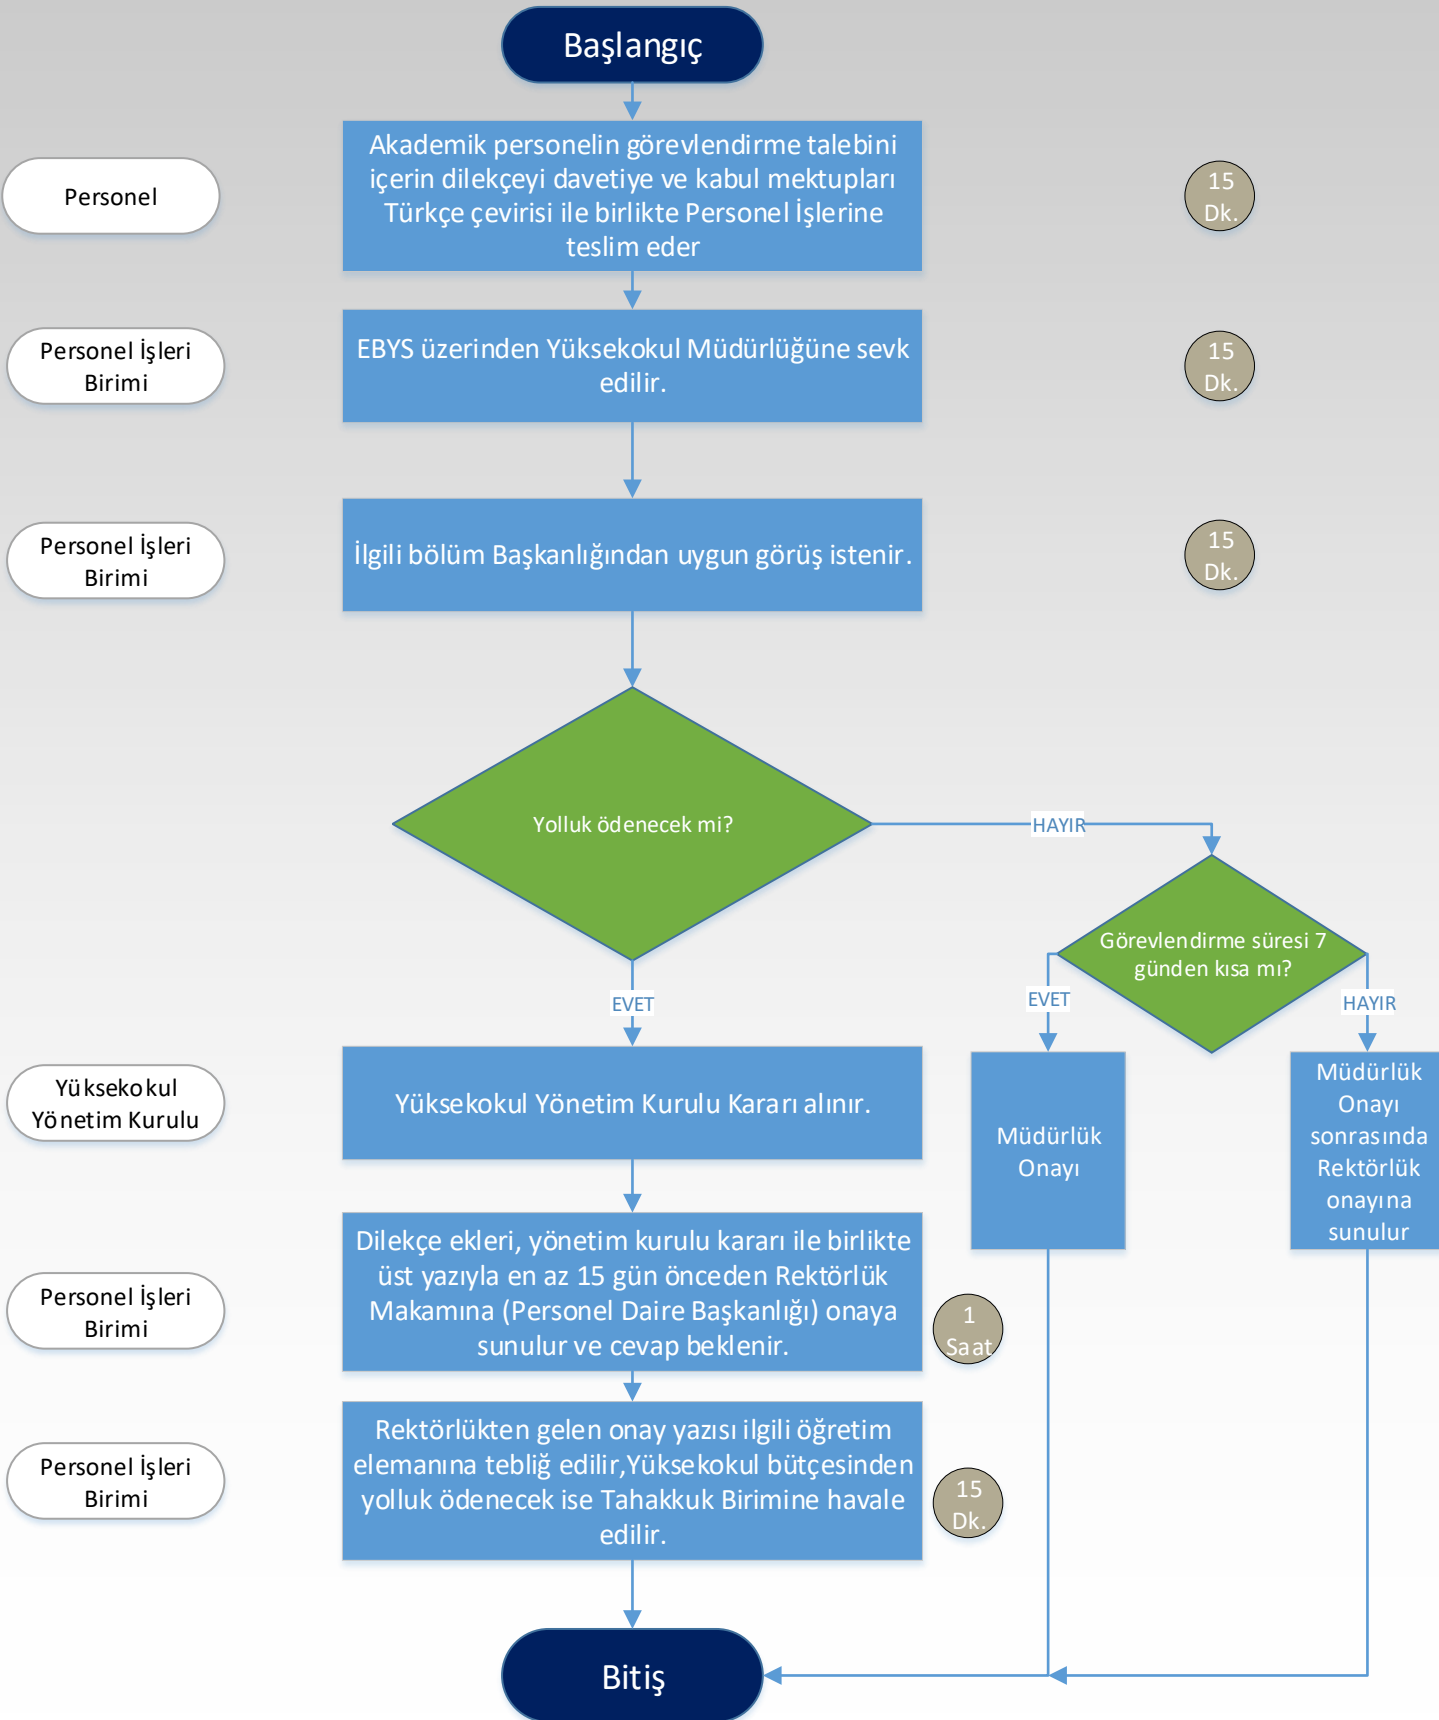 Başlangıç
Personel
Akademik personelin görevlendirme talebini
içerin dilekçeyi davetiye ve kabul mektupları
Türkçe çevirisi ile birlikte Personel İşlerine
teslim eder
15
Dk.
Personel İşleri
Birimi
EBYS üzerinden Yüksekokul Müdürlüğüne sevk
edilir.
15
Dk.
Personel İşleri
Birimi
İlgili bölüm Başkanlığından uygun görüş istenir.
15
Dk.
Yolluk ödenecek mi?
HAYIR
Görevlendirme süresi 7
günden kısa mı?
EVET
EVET
HAYIR
Yüksekokul
Yönetim Kurulu
Yüksekokul Yönetim Kurulu Kararı alınır.
Müdürlük
Onayı
Müdürlük
Onayı
sonrasında
Rektörlük
onayına
sunulur
Personel İşleri
Birimi
Dilekçe ekleri, yönetim kurulu kararı ile birlikte
üst yazıyla en az 15 gün önceden Rektörlük
Makamına (Personel Daire Başkanlığı) onaya
sunulur ve cevap beklenir.
1
Saat
Personel İşleri
Birimi
Rektörlükten gelen onay yazısı ilgili öğretim
elemanına tebliğ edilir,Yüksekokul bütçesinden
yolluk ödenecek ise Tahakkuk Birimine havale
edilir.
15
Dk.
Bitiş